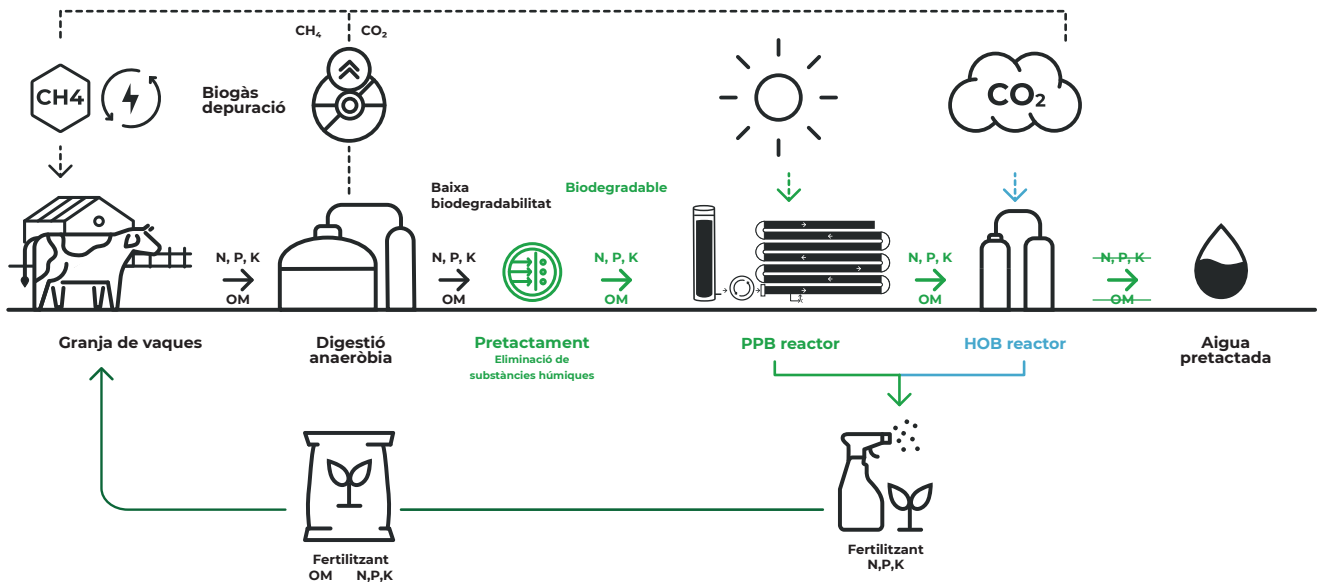 CH₄ CO₂
CH4
Biogàs
depuració
CO₂
Baixa
biodegradabilitat
Biodegradable
N, P, K
OM
N, P, K
OM
N, P, K
OM
N, P, K
OM
N, P, K
OM
Granja de vaques
Digestió
anaeròbia
Pretactament
Eliminació de
substàncies húmiques
PPB reactor
HOB reactor
Aigua
pretactada
Fertilitzant
OM N,P,K
Fertilitzant
N,P,K